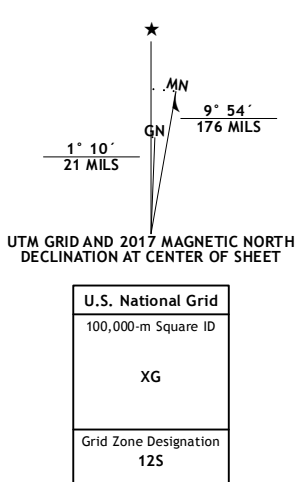 ★
MN
GN
9° 54´
176 MILS
1° 10´
21 MILS
UTM GRID AND 2017 MAGNETIC NORTH
DECLINATION AT CENTER OF SHEET
U.S. National Grid
100,000-m Square ID
XG
Grid Zone Designation
12S